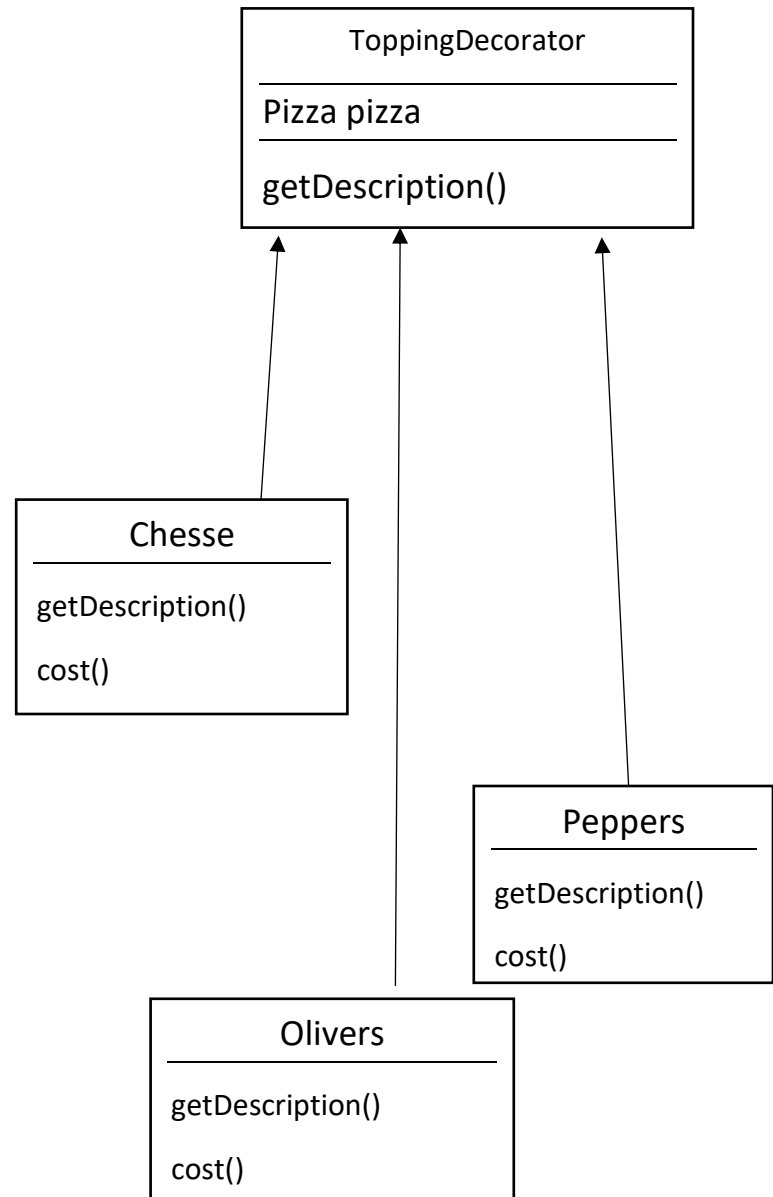 ToppingDecorator
Pizza pizza
getDescription()
Chesse
getDescription()
cost()
Peppers
getDescription()
cost()
Olivers
getDescription()
cost()